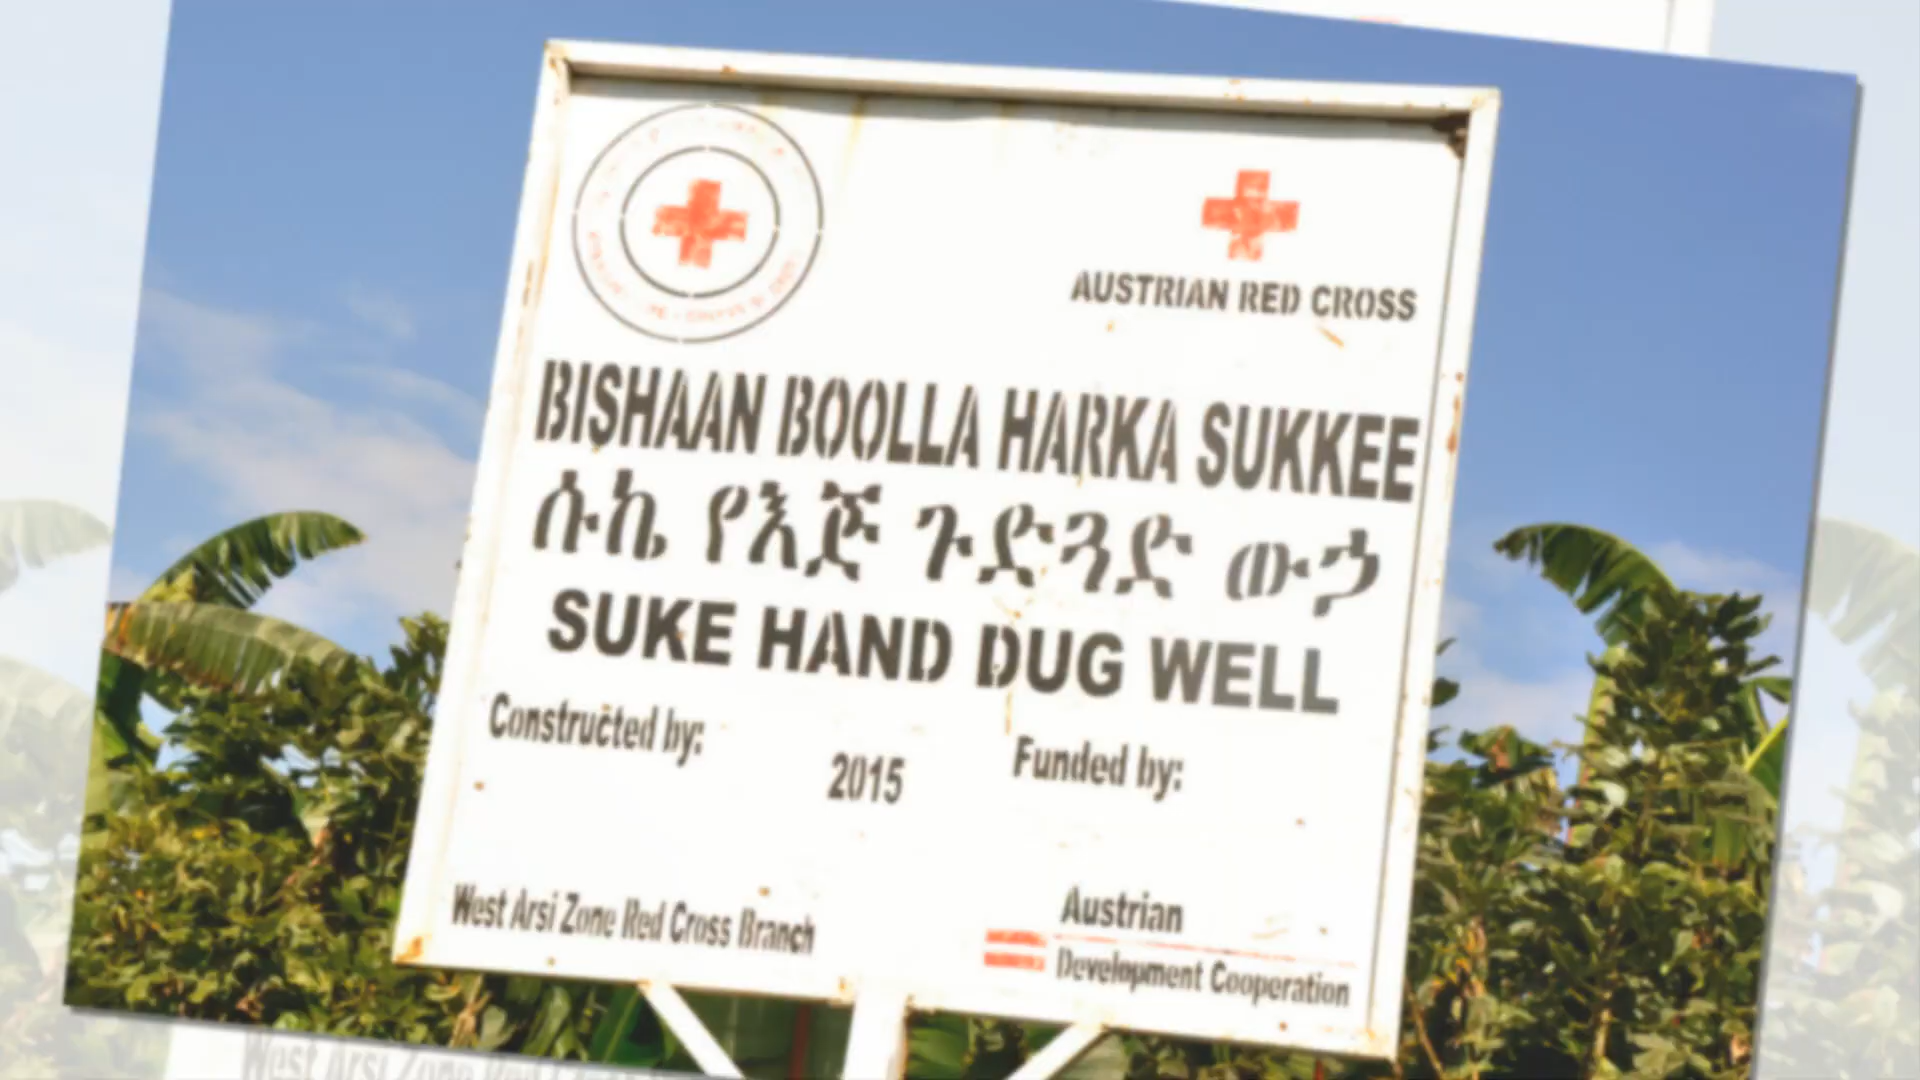 AUSTRIAN RED CROSS
BISHAAN BOOLLA HARKA SUKKEE
ሱኬ የእጅ ጉድጓድ ውኃ
SUKE HAND DUG WELL
Constructed by:
2015
Funded by:
West Arsi Zone Red Cross Branch
Austrian
Development Cooperation